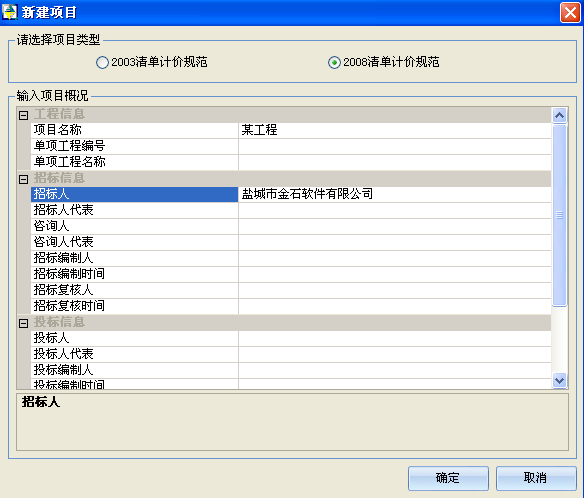 新建项目
请选择项目类型
2003清单计价规范 2008清单计价规范
输入项目概况
工程信息
项目名称 某工程
单项工程编号
单项工程名称
招标信息
招标人 盐城市金石软件有限公司
招标人代表
咨询人
咨询人代表
招标编制人
招标编制时间
招标复核人
招标复核时间
投标信息
投标人
投标人代表
投标编制人
投标编制时间
招标人
确定 取消